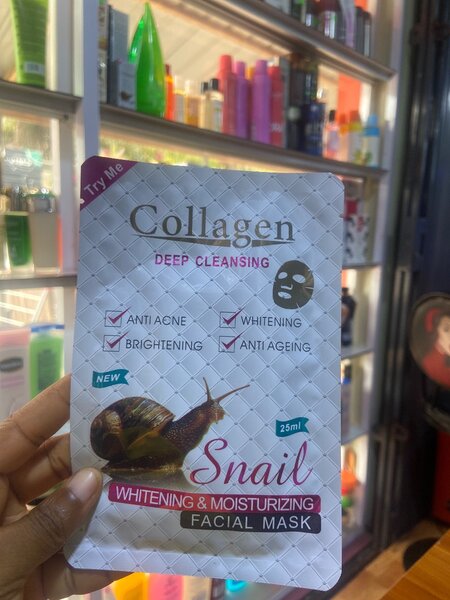 Try Me
Collagen
DEEP CLEANSING
ANTI ACNE
WHITENING
BRIGHTENING
ANTI AGEING
NEW
25ml
Snail
WHITENING & MOISTURIZING
FACIAL MASK